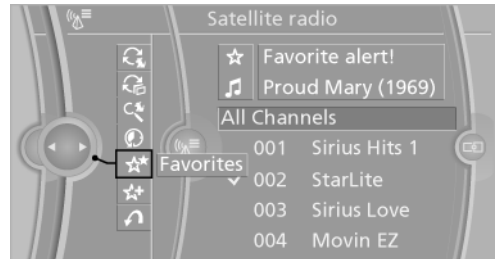 Satellite radio
Favorite alert!
Proud Mary (1969)
All Channels
001 Sirius Hits 1
Favorites
002 StarLite
003 Sirius Love
004 Movin EZ